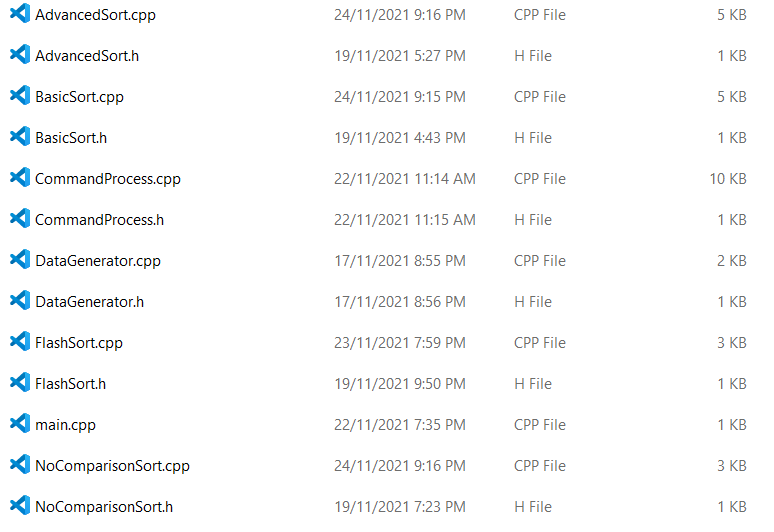 AdvancedSort.cpp 24/11/2021 9:16 PM CPP File 5 KB
AdvancedSort.h 19/11/2021 5:27 PM H File 1 KB
BasicSort.cpp 24/11/2021 9:15 PM CPP File 5 KB
BasicSort.h 19/11/2021 4:43 PM H File 1 KB
CommandProcess.cpp 22/11/2021 11:14 AM CPP File 10 KB
CommandProcess.h 22/11/2021 11:15 AM H File 1 KB
DataGenerator.cpp 17/11/2021 8:55 PM CPP File 2 KB
DataGenerator.h 17/11/2021 8:56 PM H File 1 KB
FlashSort.cpp 23/11/2021 7:59 PM CPP File 3 KB
FlashSort.h 19/11/2021 9:50 PM H File 1 KB
main.cpp 22/11/2021 7:35 PM CPP File 1 KB
NoComparisonSort.cpp 24/11/2021 9:16 PM CPP File 3 KB
NoComparisonSort.h 19/11/2021 7:23 PM H File 1 KB